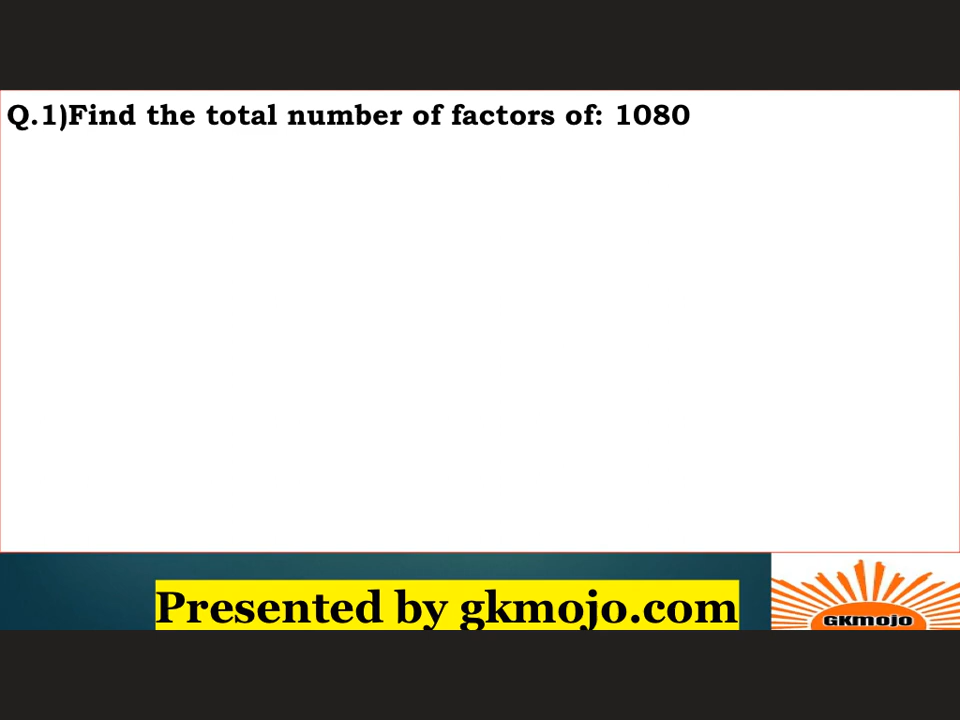 Q.1)Find the total number of factors of: 1080
Presented by gkmojo.com
GKmojo